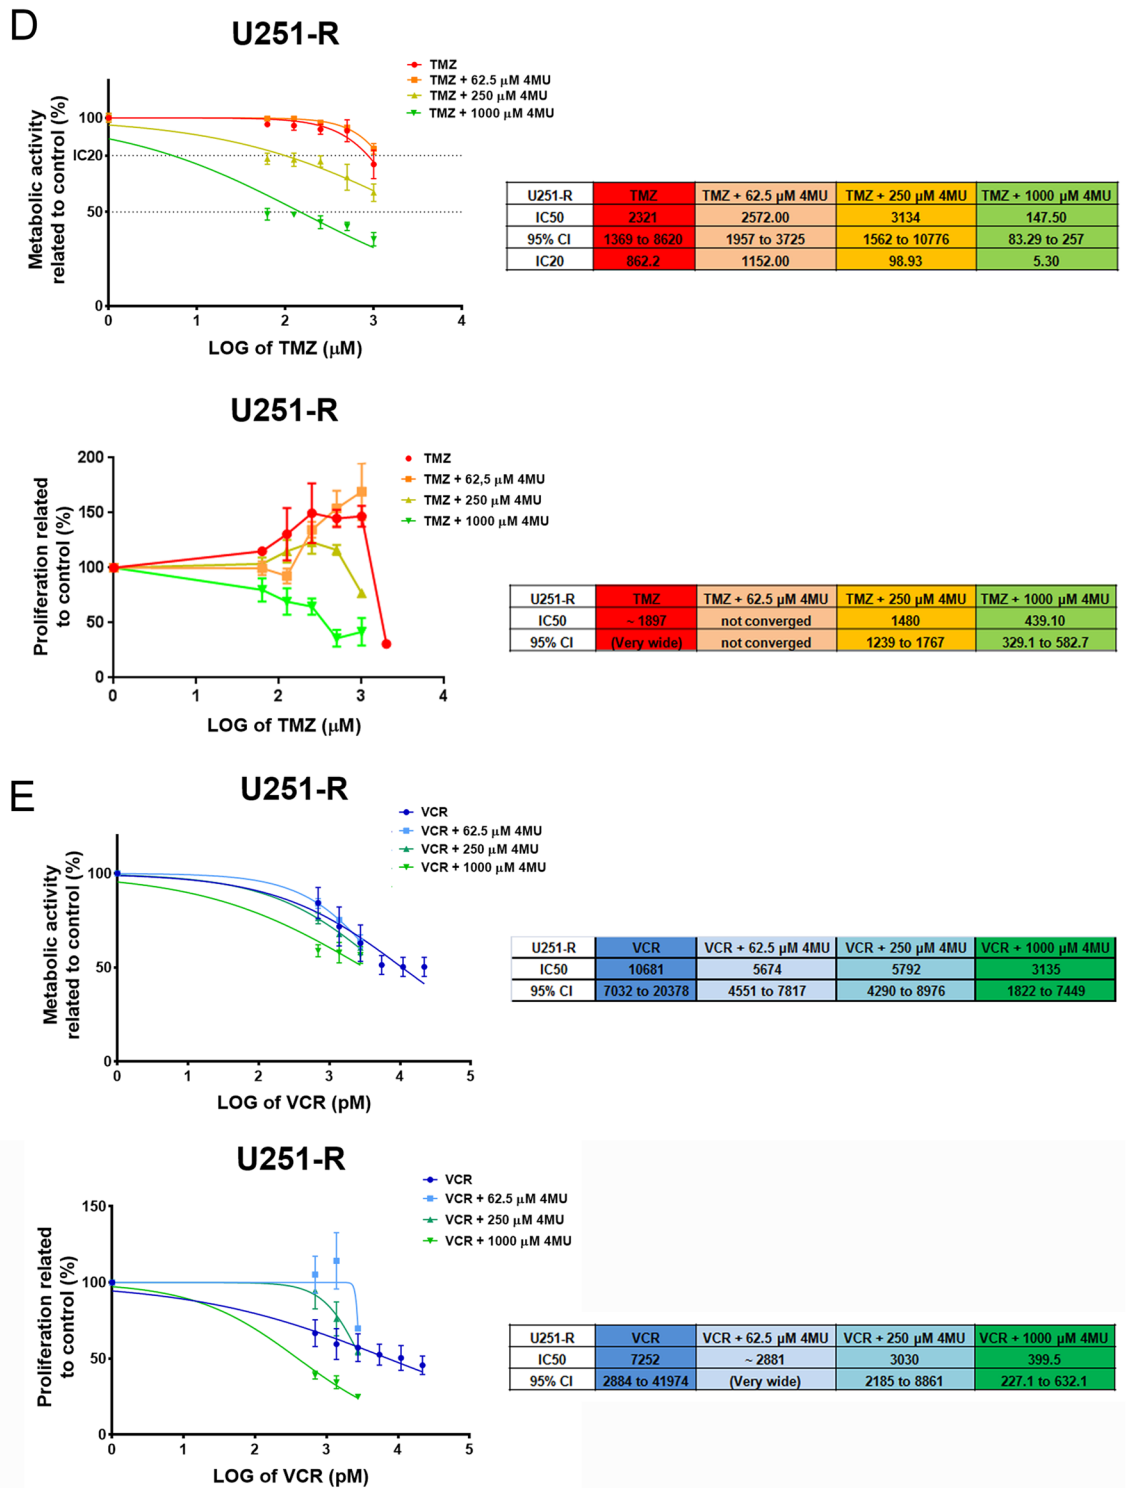 D
U251-R
TMZ
TMZ + 62.5 µM 4MU
TMZ + 250 µM 4MU
TMZ + 1000 µM 4MU
Metabolic activity
related to control (%)
100
IC20
50
0
0 1 2 3 4
LOG of TMZ (µM)
U251-R TMZ TMZ + 62.5 µM 4MU TMZ + 250 µM 4MU TMZ + 1000 µM 4MU
IC50 2321 2572.00 3134 147.50
95% CI 1369 to 8620 1957 to 3725 1562 to 10776 83.29 to 257
IC20 862.2 1152.00 98.93 5.30
U251-R
TMZ
TMZ + 62,5 µM 4MU
TMZ + 250 µM 4MU
TMZ + 1000 µM 4MU
Proliferation related
to control (%)
200
150
100
50
0
0 1 2 3 4
LOG of TMZ (µM)
U251-R TMZ TMZ + 62.5 µM 4MU TMZ + 250 µM 4MU TMZ + 1000 µM 4MU
IC50 ~ 1897 not converged 1480 439.10
95% CI (Very wide) not converged 1239 to 1767 329.1 to 582.7
E
U251-R
VCR
VCR + 62.5 µM 4MU
VCR + 250 µM 4MU
VCR + 1000 µM 4MU
Metabolic activity
related to control (%)
100
50
0
0 1 2 3 4 5
LOG of VCR (pM)
U251-R VCR VCR + 62.5 µM 4MU VCR + 250 µM 4MU VCR + 1000 µM 4MU
IC50 10681 5674 5792 3135
95% CI 7032 to 20378 4551 to 7817 4290 to 8976 1822 to 7449
U251-R
VCR
VCR + 62.5 µM 4MU
VCR + 250 µM 4MU
VCR + 1000 µM 4MU
Proliferation related
to control (%)
150
100
50
0
0 1 2 3 4 5
LOG of VCR (pM)
U251-R VCR VCR + 62.5 µM 4MU VCR + 250 µM 4MU VCR + 1000 µM 4MU
IC50 7252 ~ 2881 3030 399.5
95% CI 2884 to 41974 (Very wide) 2185 to 8861 227.1 to 632.1